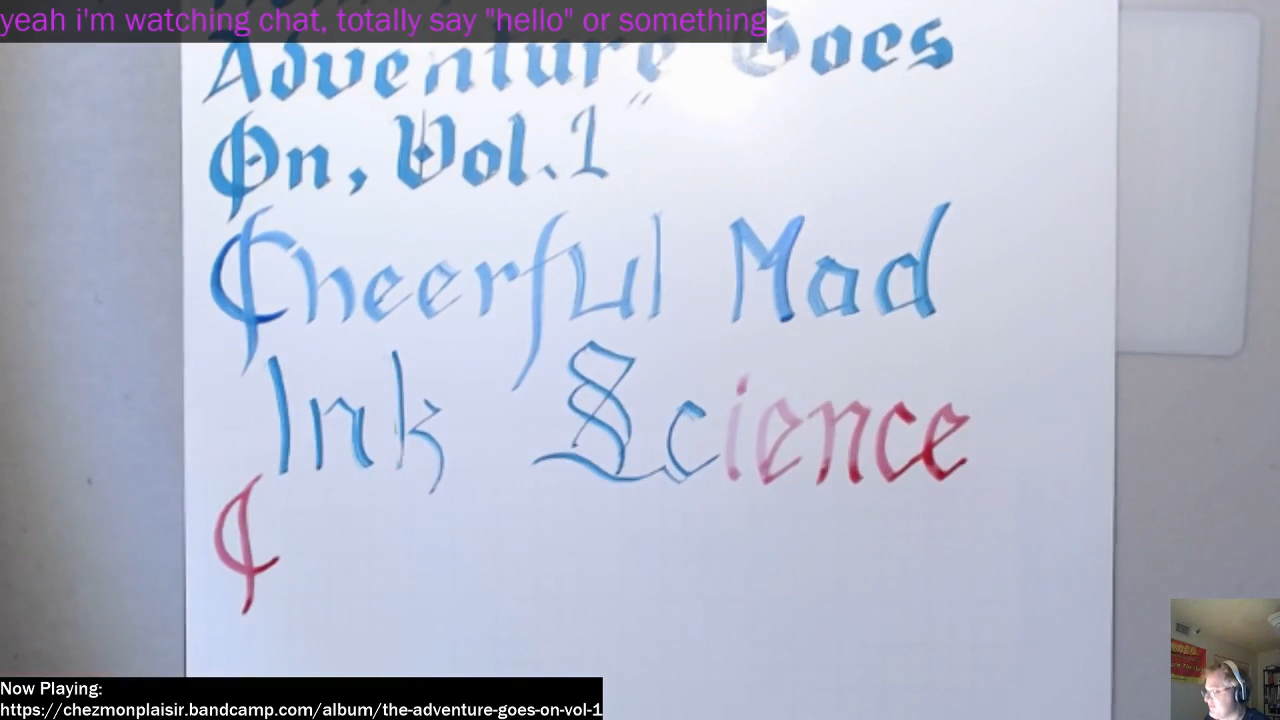 yeah i'm watching chat, totally say "hello" or something
Adventure Goes
On, Vol.1"
Cheerful Mad
Ink Science
C
Now Playing:
https://chezmonplaisir.bandcamp.com/album/the-adventure-goes-on-vol-1